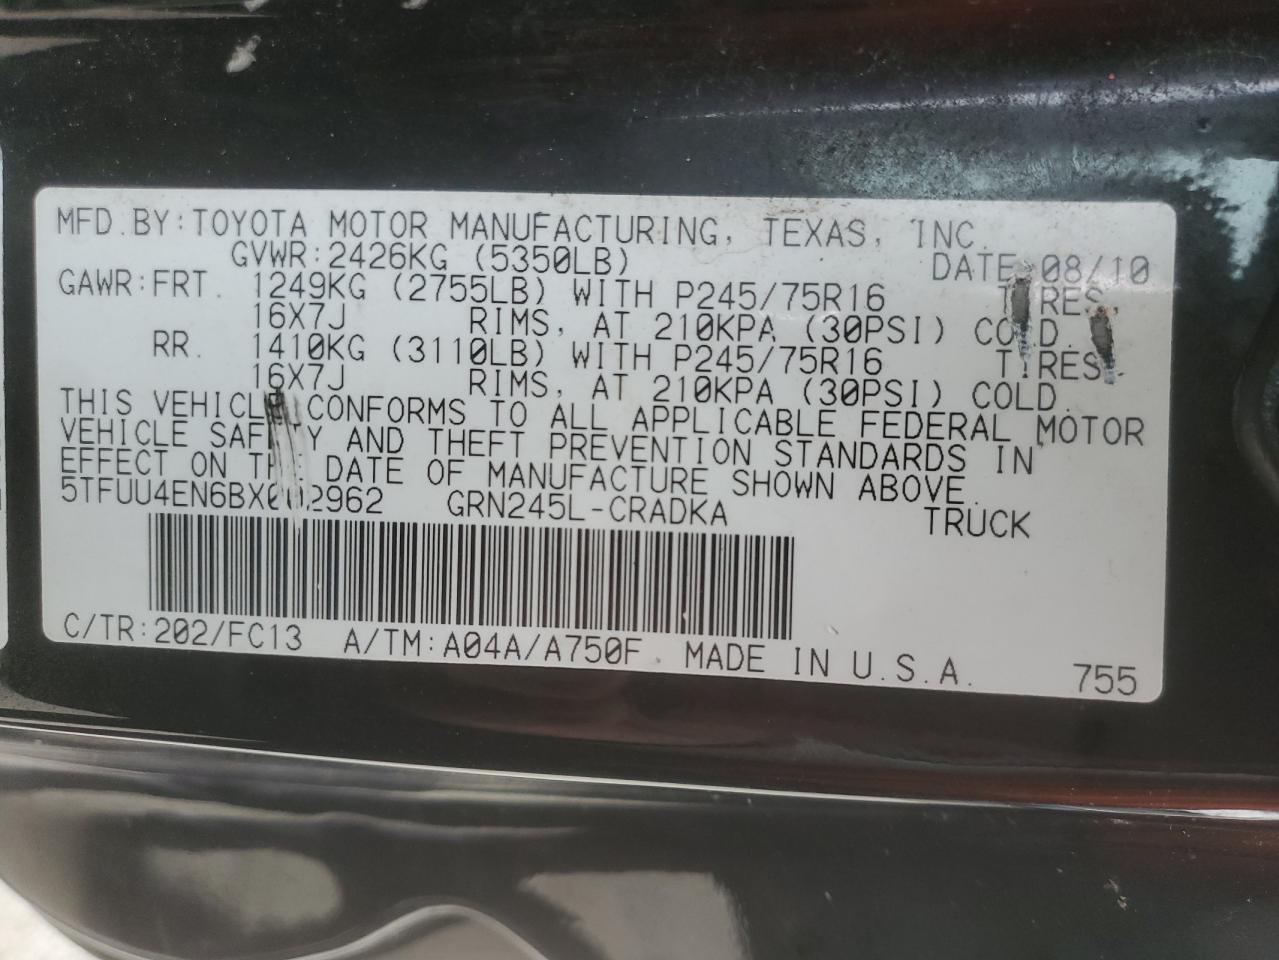 MFD.BY:TOYOTA MOTOR MANUFACTURING, TEXAS, INC.
GVWR:2426KG (5350LB) DATE:08/10
GAWR:FRT. 1249KG (2755LB) WITH P245/75R16 TIRES,
16X7J RIMS, AT 210KPA (30PSI) COLD.
RR. 1410KG (3110LB) WITH P245/75R16 TIRES,
16X7J RIMS, AT 210KPA (30PSI) COLD.
THIS VEHICLE CONFORMS TO ALL APPLICABLE FEDERAL MOTOR
VEHICLE SAFETY AND THEFT PREVENTION STANDARDS IN
EFFECT ON THE DATE OF MANUFACTURE SHOWN ABOVE.
GRN245L-CRADKA TRUCK
C/TR:202/FC13 A/TM:A04A/A750F. MADE IN U.S.A. 755